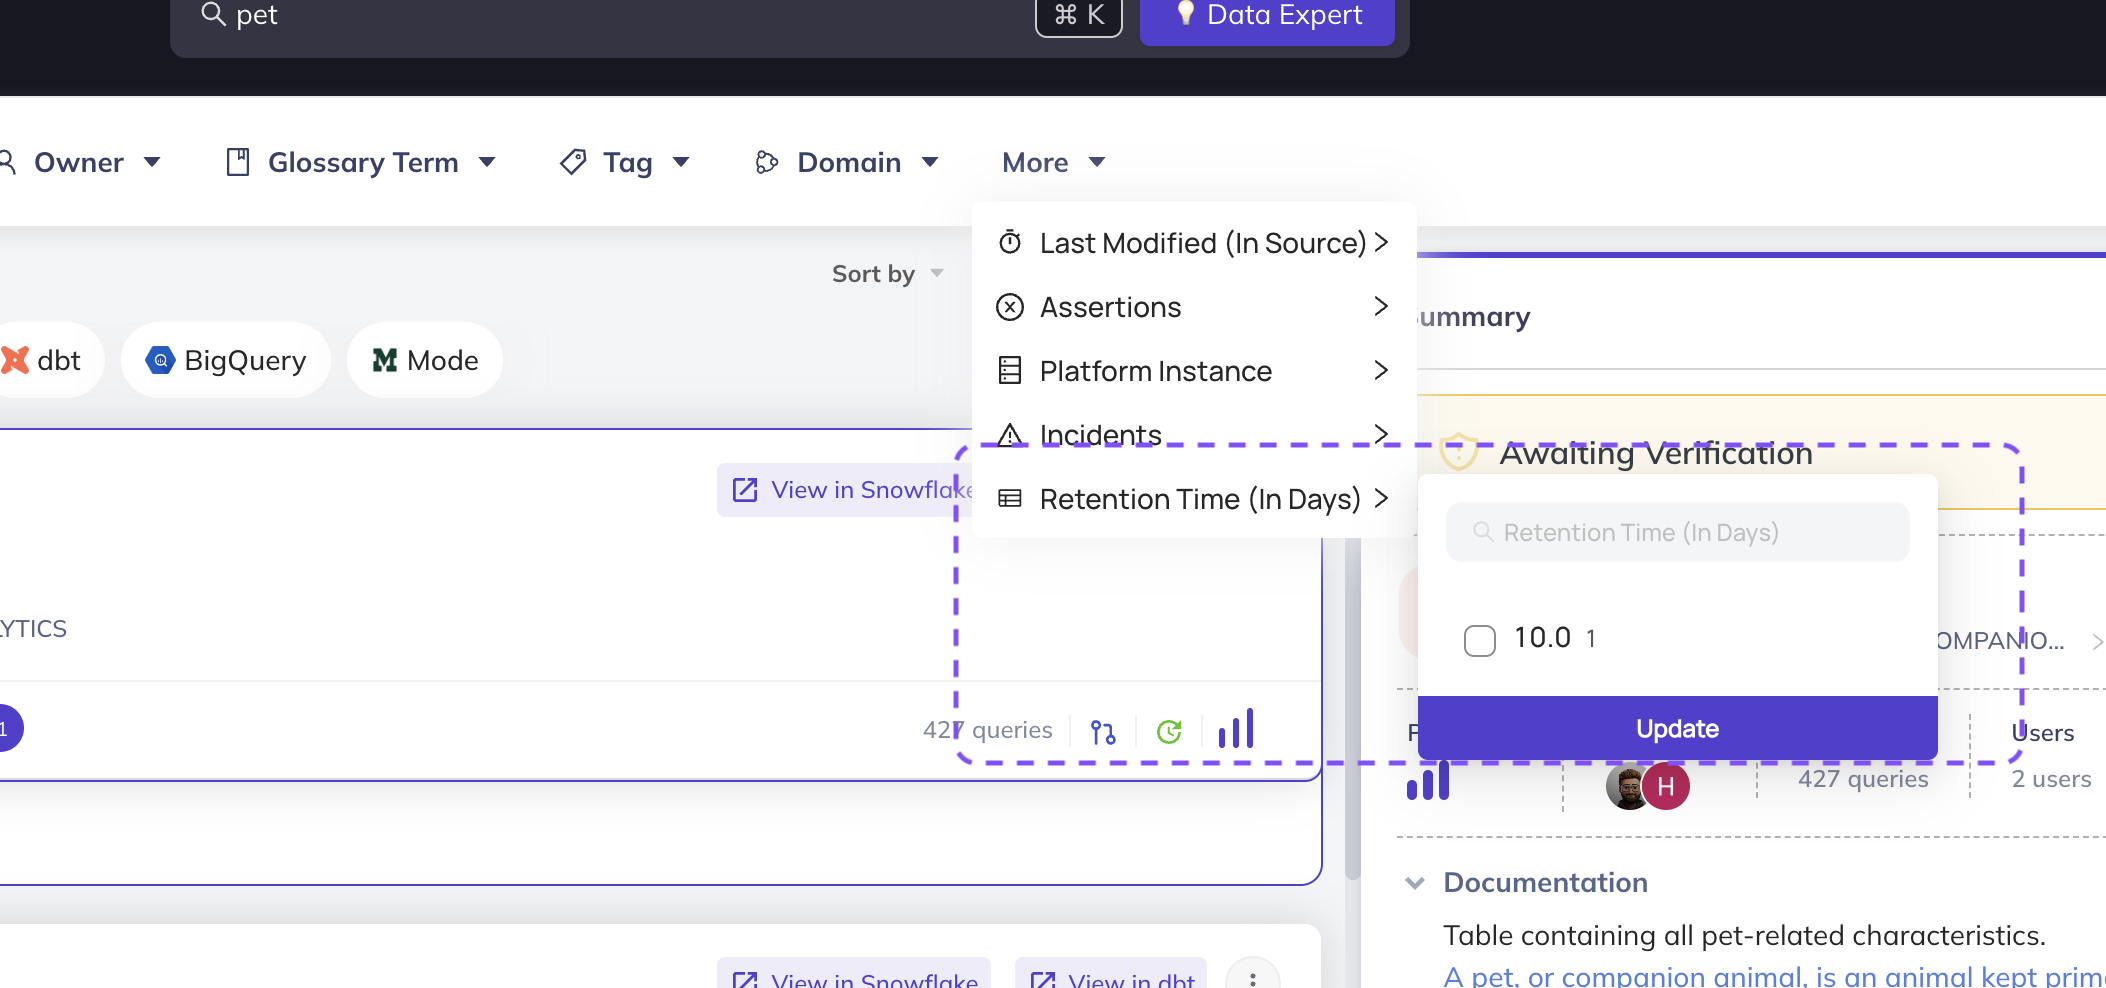 pet
⌘ K
Data Expert
Owner
Glossary Term
Tag
Domain
More
Sort by
Last Modified (In Source)
Assertions
Platform Instance
Incidents
Retention Time (In Days)
dbt
BigQuery
Mode
View in Snowflake
LYTICS
1
427 queries
ummary
Awaiting Verification
Retention Time (In Days)
10.0 1
Update
OMPANIO...
Users
H
427 queries
2 users
Documentation
Table containing all pet-related characteristics.
A pet, or companion animal, is an animal kept prim
View in Snowflake
View in dbt